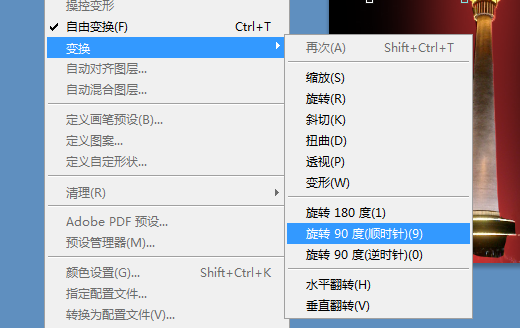 操控变形
自由变换(F) Ctrl+T
变换
自动对齐图层...
自动混合图层...
定义画笔预设(B)...
定义图案...
定义自定形状...
清理(R)
Adobe PDF 预设...
预设管理器(M)...
颜色设置(G)... Shift+Ctrl+K
指定配置文件...
转换为配置文件(V)...
再次(A) Shift+Ctrl+T
缩放(S)
旋转(R)
斜切(K)
扭曲(D)
透视(P)
变形(W)
旋转 180 度(1)
旋转 90 度(顺时针)(9)
旋转 90 度(逆时针)(0)
水平翻转(H)
垂直翻转(V)